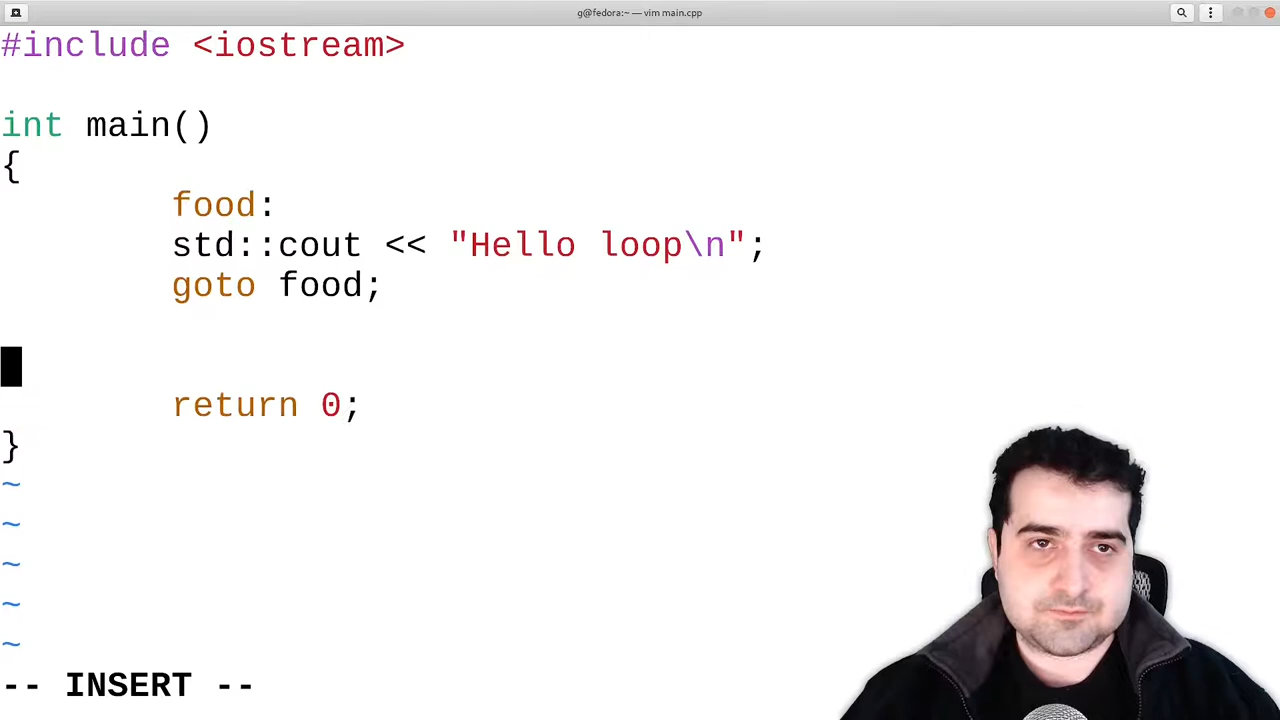 g@fedora:~ — vim main.cpp
#include <iostream>
int main()
{
food:
std::cout << "Hello loop\n";
goto food;
return 0;
}
~
~
~
~
~
-- INSERT --